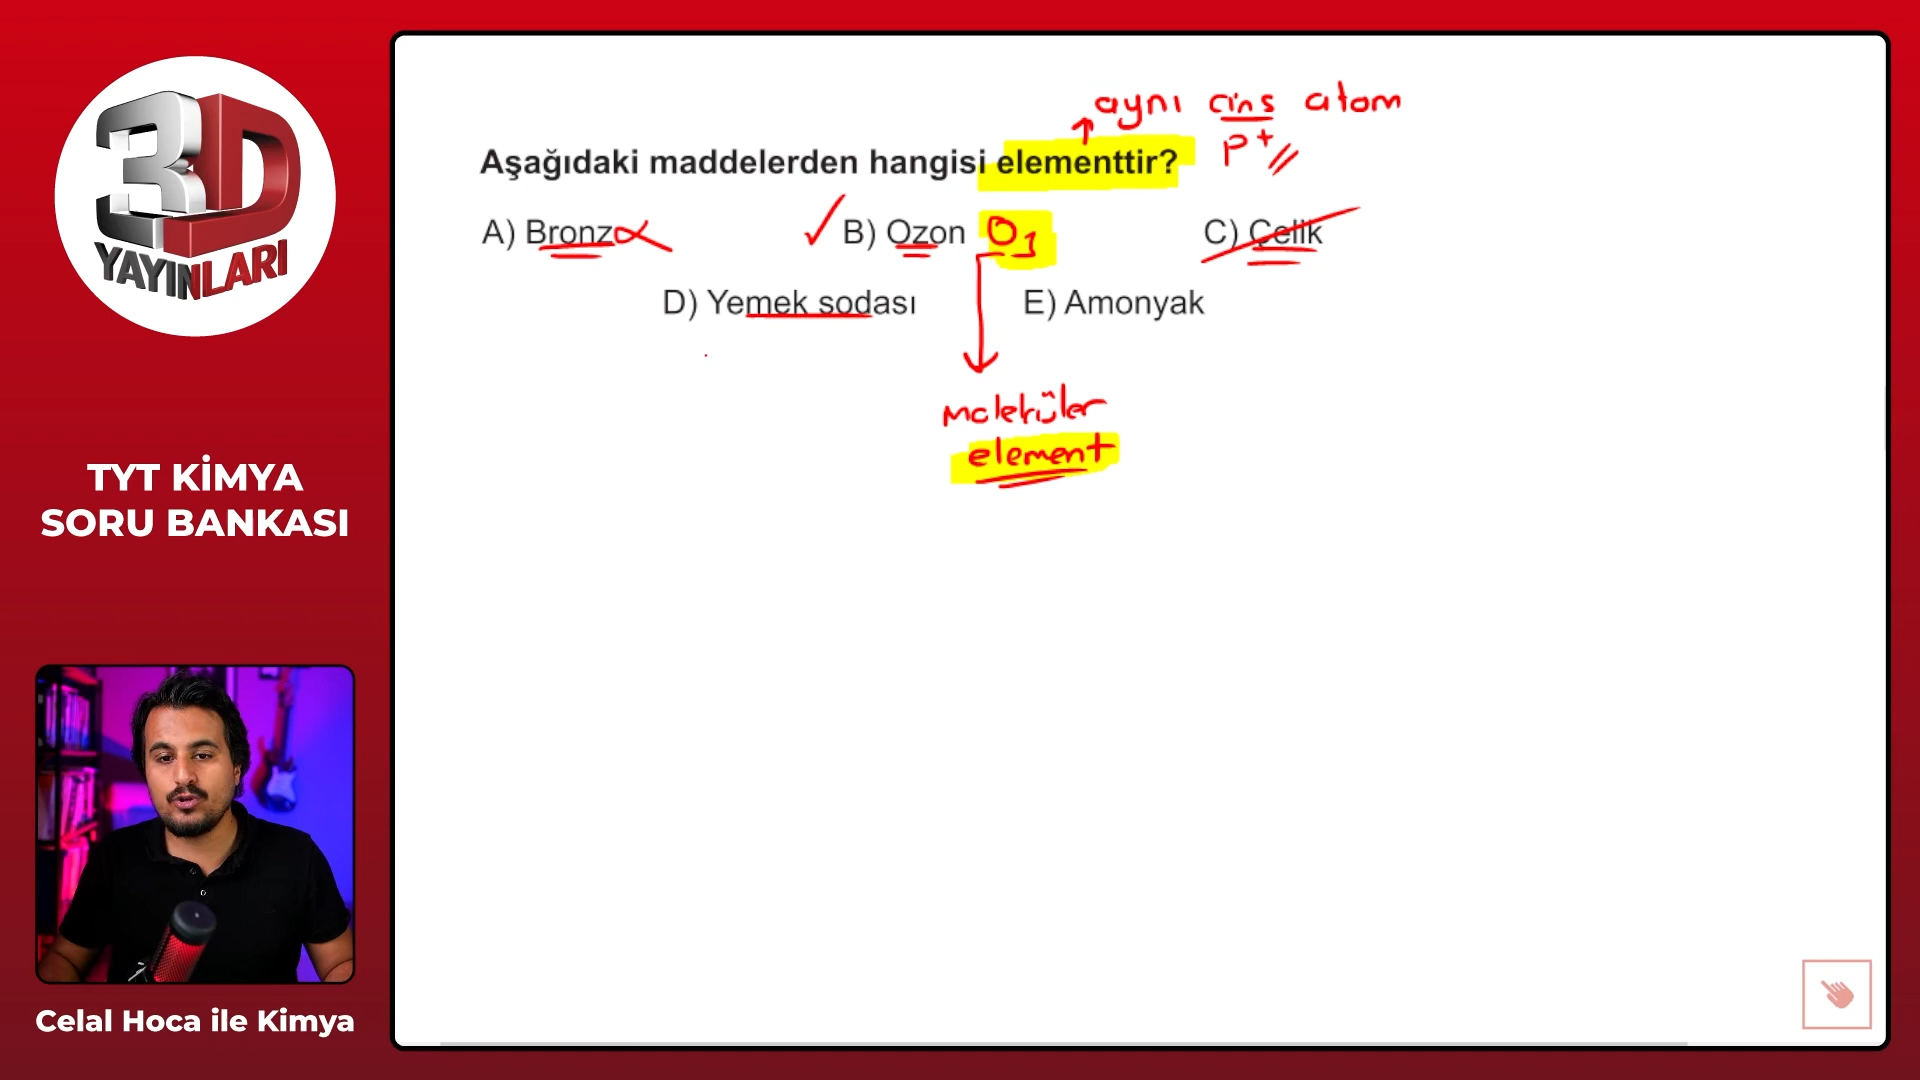 3D
YAYINLARI
TYT KİMYA
SORU BANKASI
Celal Hoca ile Kimya
aynı cins atom
p+
Aşağıdaki maddelerden hangisi elementtir?
A) Bronz B) Ozon O3 C) Çelik
D) Yemek sodası E) Amonyak
Moleküler
element